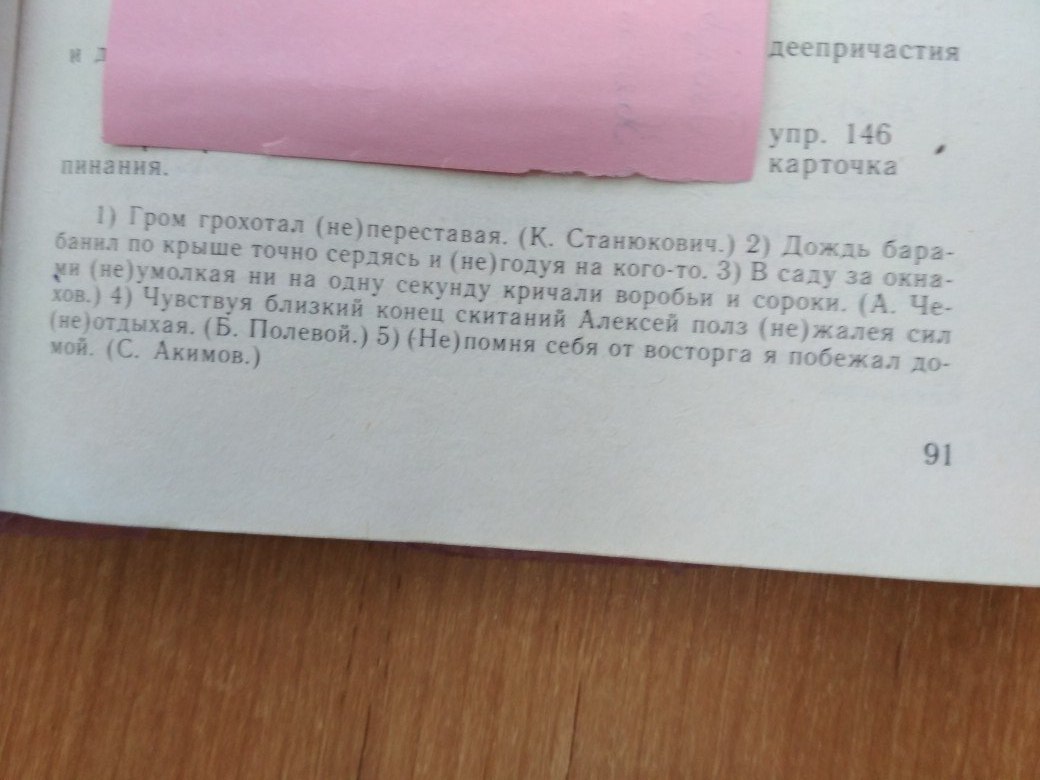 и д деепричастия
упр. 146
пинания. карточка
1) Гром грохотал (не)переставая. (К. Станюкович.) 2) Дождь бара-
банил по крыше точно сердясь и (не)годуя на кого-то. 3) В саду за окна-
ми (не)умолкая ни на одну секунду кричали воробьи и сороки. (А. Че-
хов.) 4) Чувствуя близкий конец скитаний Алексей полз (не)жалея сил
(не)отдыхая. (Б. Полевой.) 5) (Не)помня себя от восторга я побежал до-
мой. (С. Акимов.)
91